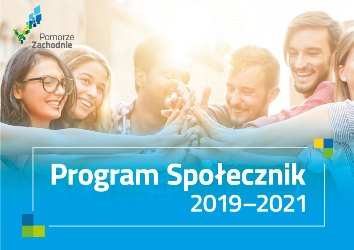 Pomorze
Zachodnie
Program Społecznik
2019–2021